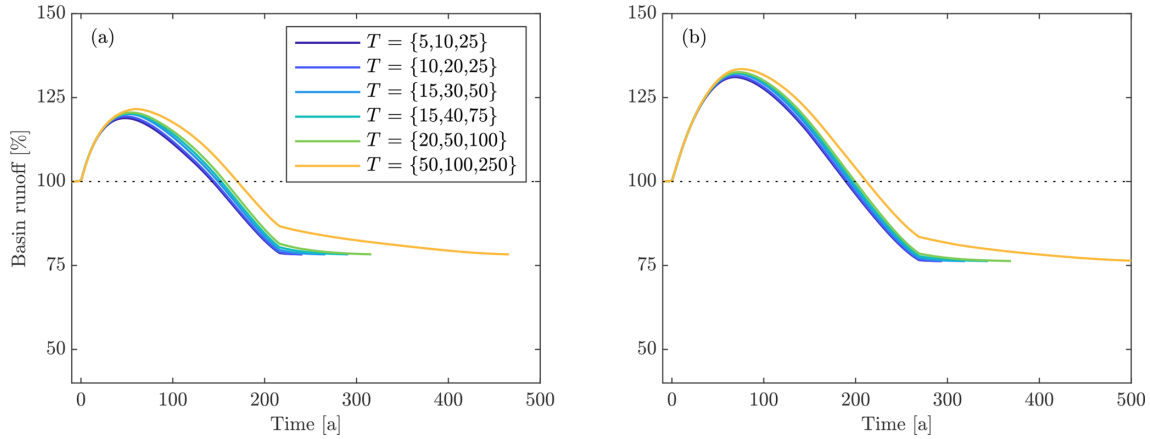 150
125
100
75
50
Basin runoff [%]
(a)
T = {5,10,25}
T = {10,20,25}
T = {15,30,50}
T = {15,40,75}
T = {20,50,100}
T = {50,100,250}
0 100 200 300 400 500
Time [a]
150
125
100
75
50
(b)
0 100 200 300 400 500
Time [a]